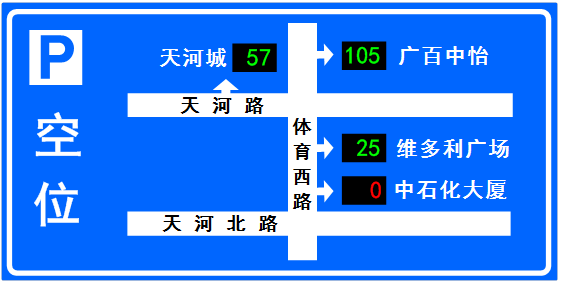 P
空位
天河城 57
105 广百中怡
天河路
体育西路
25 维多利广场
0 中石化大厦
天河北路